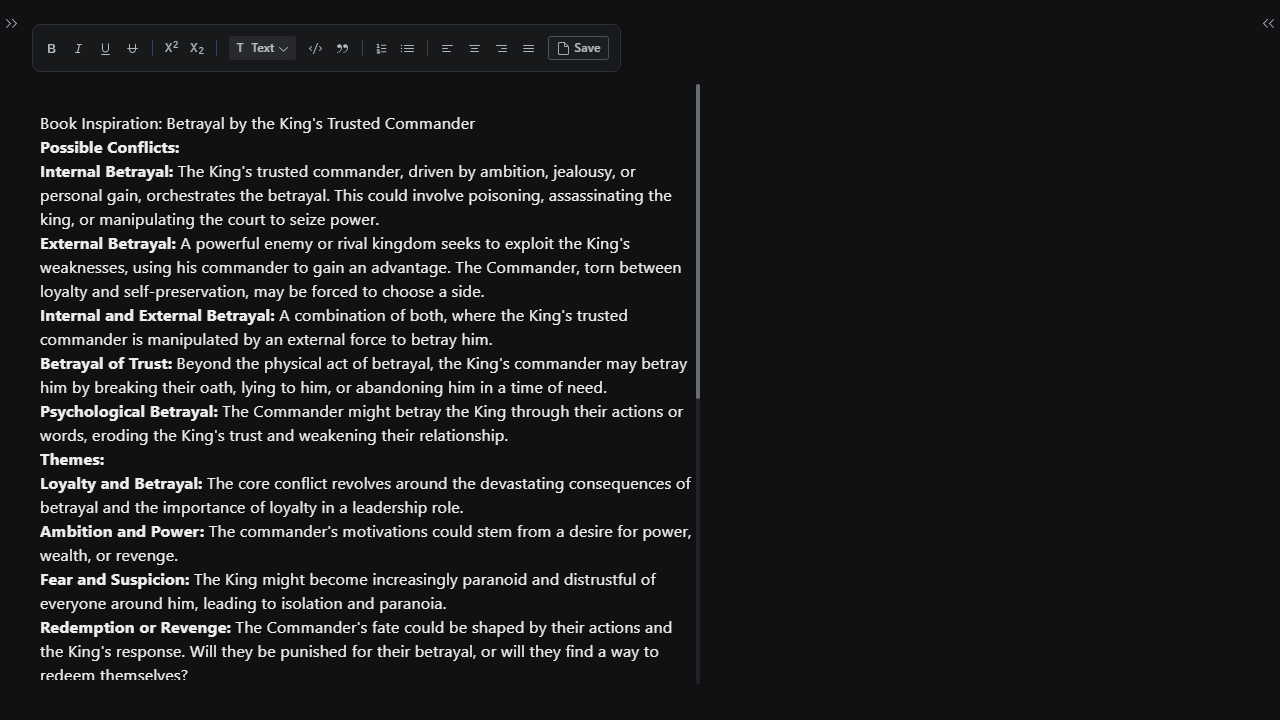 B I U S X2 X2 T Text Save
Book Inspiration: Betrayal by the King's Trusted Commander
Possible Conflicts:
Internal Betrayal: The King's trusted commander, driven by ambition, jealousy, or
personal gain, orchestrates the betrayal. This could involve poisoning, assassinating the
king, or manipulating the court to seize power.
External Betrayal: A powerful enemy or rival kingdom seeks to exploit the King's
weaknesses, using his commander to gain an advantage. The Commander, torn between
loyalty and self-preservation, may be forced to choose a side.
Internal and External Betrayal: A combination of both, where the King's trusted
commander is manipulated by an external force to betray him.
Betrayal of Trust: Beyond the physical act of betrayal, the King's commander may betray
him by breaking their oath, lying to him, or abandoning him in a time of need.
Psychological Betrayal: The Commander might betray the King through their actions or
words, eroding the King's trust and weakening their relationship.
Themes:
Loyalty and Betrayal: The core conflict revolves around the devastating consequences of
betrayal and the importance of loyalty in a leadership role.
Ambition and Power: The commander's motivations could stem from a desire for power,
wealth, or revenge.
Fear and Suspicion: The King might become increasingly paranoid and distrustful of
everyone around him, leading to isolation and paranoia.
Redemption or Revenge: The Commander's fate could be shaped by their actions and
the King's response. Will they be punished for their betrayal, or will they find a way to
redeem themselves?